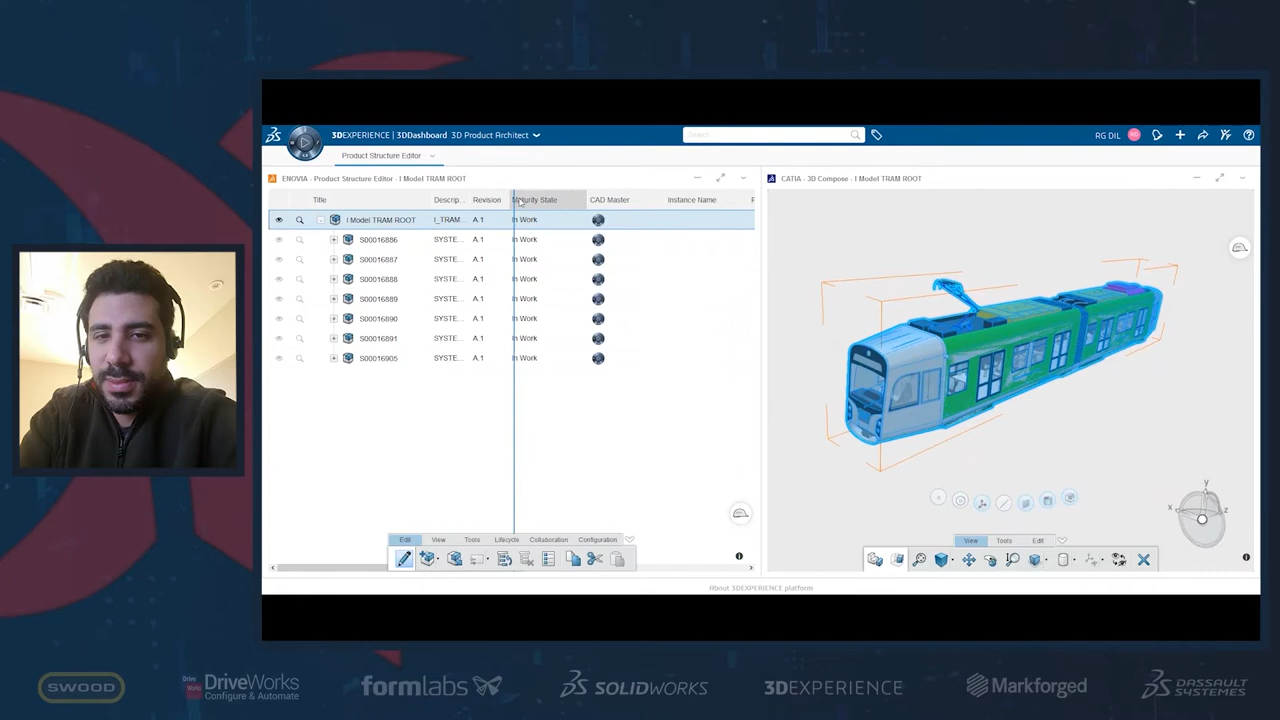 3DEXPERIENCE | 3DDashboard 3D Product Architect
Search
RG DIL
Product Structure Editor
ENOVIA - Product Structure Editor - I Model TRAM ROOT
CATIA - 3D Compose - I Model TRAM ROOT
Title Descrip... Revision Maturity State CAD Master Instance Name F
I Model TRAM ROOT I_TRAM... A.1 In Work
S00016886 SYSTE... A.1 In Work
S00016887 SYSTE... A.1 In Work
S00016888 SYSTE... A.1 In Work
S00016889 SYSTE... A.1 In Work
S00016890 SYSTE... A.1 In Work
S00016891 SYSTE... A.1 In Work
S00016905 SYSTE... A.1 In Work
y
x z
Edit View Tools Lifecycle Collaboration Configuration
View Tools Edit
About 3DEXPERIENCE platform
SWOOD
DriveWorks
Configure & Automate
formlabs
SOLIDWORKS
3DEXPERIENCE
Markforged
DASSAULT
SYSTEMES